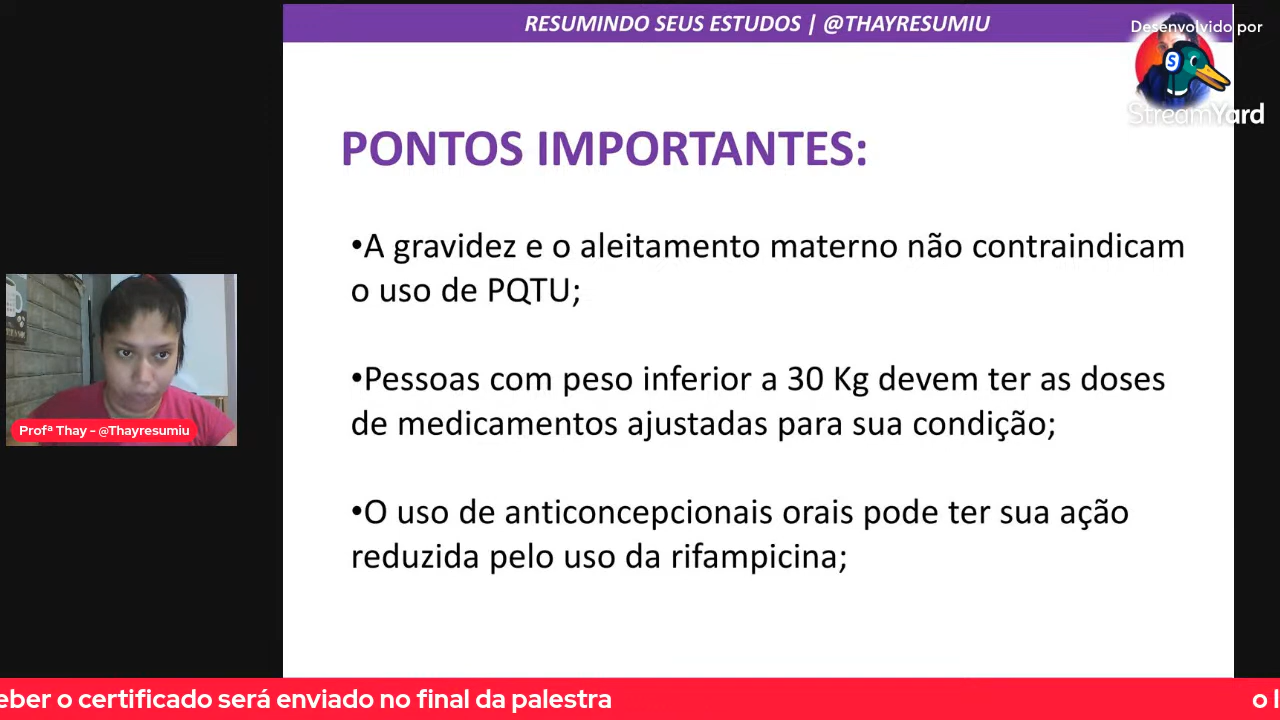 RESUMINDO SEUS ESTUDOS | @THAYRESUMIU
Desenvolvido por
S
StreamYard
PONTOS IMPORTANTES:
•A gravidez e o aleitamento materno não contraindicam
o uso de PQTU;
•Pessoas com peso inferior a 30 Kg devem ter as doses
de medicamentos ajustadas para sua condição;
•O uso de anticoncepcionais orais pode ter sua ação
reduzida pelo uso da rifampicina;
Profª Thay - @Thayresumiu
eber o certificado será enviado no final da palestra
o l